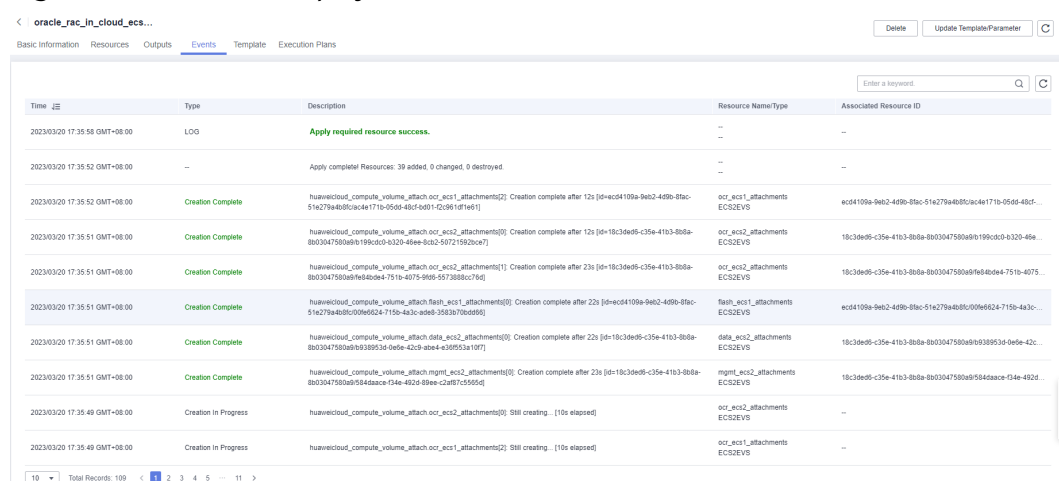 oracle_rac_in_cloud_ecs...
Delete
Update Template/Parameter
Basic Information Resources Outputs Events Template Execution Plans
Enter a keyword.
Time Type Description Resource Name/Type Associated Resource ID
2023/03/20 17:35:58 GMT+08:00 LOG Apply required resource success. -- --
--
2023/03/20 17:35:52 GMT+08:00 -- Apply complete! Resources: 39 added, 0 changed, 0 destroyed. -- --
--
2023/03/20 17:35:52 GMT+08:00 Creation Complete huaweicloud_compute_volume_attach.ocr_ecs1_attachments[2]: Creation complete after 12s [id=ecd4109a-9eb2-4d9b-8fac- ocr_ecs1_attachments ecd4109a-9eb2-4d9b-8fac-51e279a4b8fc/ac4e171b-05dd-48cf-...
51e279a4b8fc/ac4e171b-05dd-48cf-bd01-f2c961df1e61] ECS2EVS
2023/03/20 17:35:51 GMT+08:00 Creation Complete huaweicloud_compute_volume_attach.ocr_ecs2_attachments[0]: Creation complete after 12s [id=18c3ded6-c35e-41b3-8b8a- ocr_ecs2_attachments 18c3ded6-c35e-41b3-8b8a-8b03047580a9/b199cdc0-b320-46e...
8b03047580a9/b199cdc0-b320-46ee-8cb2-50721592bce7] ECS2EVS
2023/03/20 17:35:51 GMT+08:00 Creation Complete huaweicloud_compute_volume_attach.ocr_ecs2_attachments[1]: Creation complete after 23s [id=18c3ded6-c35e-41b3-8b8a- ocr_ecs2_attachments 18c3ded6-c35e-41b3-8b8a-8b03047580a9/fe84bde4-751b-4075...
8b03047580a9/fe84bde4-751b-4075-9fd6-5573888cc76d] ECS2EVS
2023/03/20 17:35:51 GMT+08:00 Creation Complete huaweicloud_compute_volume_attach.flash_ecs1_attachments[0]: Creation complete after 22s [id=ecd4109a-9eb2-4d9b-8fac- flash_ecs1_attachments ecd4109a-9eb2-4d9b-8fac-51e279a4b8fc/00fe6624-715b-4a3c-...
51e279a4b8fc/00fe6624-715b-4a3c-ade8-3583b70bdd66] ECS2EVS
2023/03/20 17:35:51 GMT+08:00 Creation Complete huaweicloud_compute_volume_attach.data_ecs2_attachments[0]: Creation complete after 22s [id=18c3ded6-c35e-41b3-8b8a- data_ecs2_attachments 18c3ded6-c35e-41b3-8b8a-8b03047580a9/b938953d-0e6e-42c...
8b03047580a9/b938953d-0e6e-42c9-abe4-e36f553a10f7] ECS2EVS
2023/03/20 17:35:51 GMT+08:00 Creation Complete huaweicloud_compute_volume_attach.mgmt_ecs2_attachments[0]: Creation complete after 23s [id=18c3ded6-c35e-41b3-8b8a- mgmt_ecs2_attachments 18c3ded6-c35e-41b3-8b8a-8b03047580a9/584daace-f34e-492d...
8b03047580a9/584daace-f34e-492d-89ee-c2af87c5565d] ECS2EVS
2023/03/20 17:35:49 GMT+08:00 Creation In Progress huaweicloud_compute_volume_attach.ocr_ecs2_attachments[0]: Still creating... [10s elapsed] ocr_ecs2_attachments --
ECS2EVS
2023/03/20 17:35:49 GMT+08:00 Creation In Progress huaweicloud_compute_volume_attach.ocr_ecs1_attachments[2]: Still creating... [10s elapsed] ocr_ecs1_attachments --
ECS2EVS
10 Total Records: 109 < 1 2 3 4 5 ... 11 >